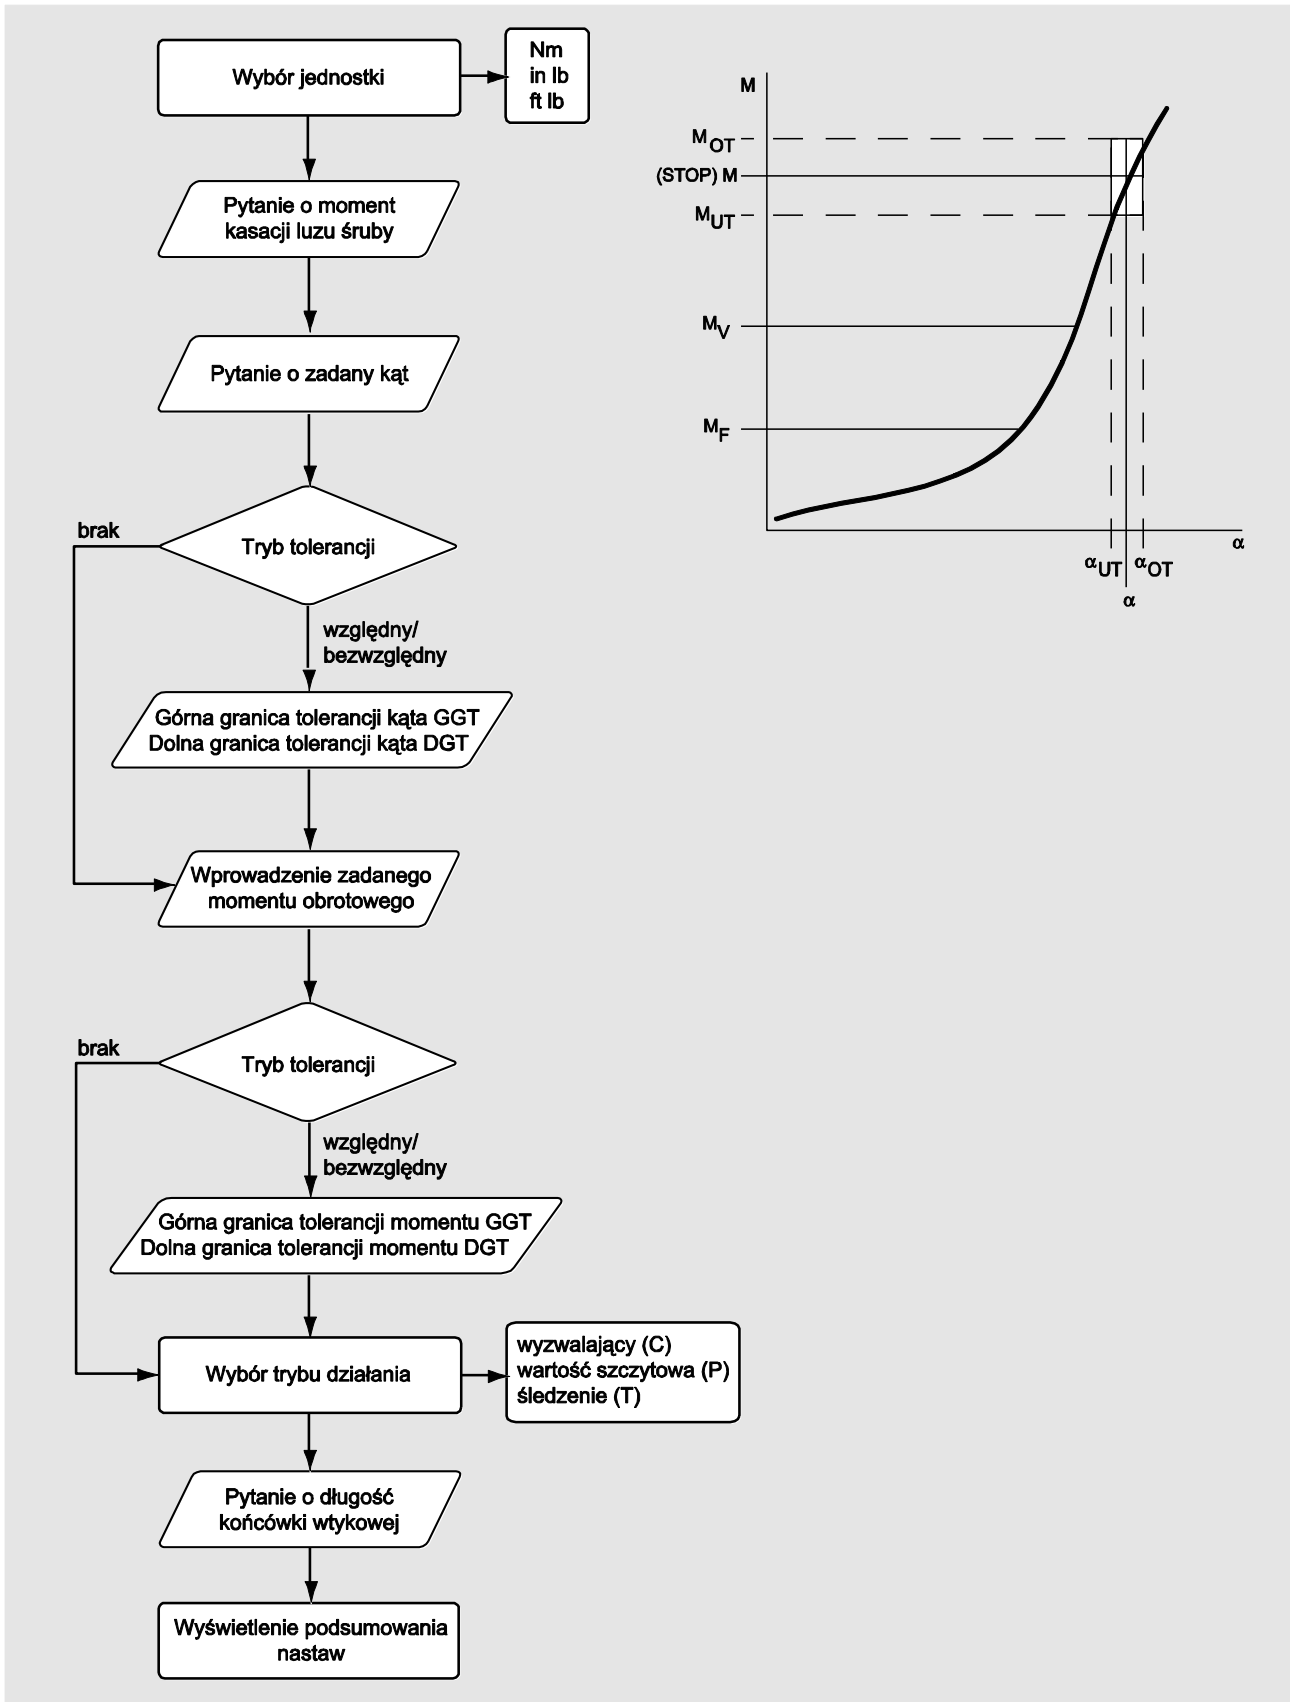 Wybór jednostki
Nm
in lb
ft lb
Pytanie o moment
kasacji luzu śruby
Pytanie o zadany kąt
brak
Tryb tolerancji
względny/
bezwzględny
Górna granica tolerancji kąta GGT
Dolna granica tolerancji kąta DGT
Wprowadzenie zadanego
momentu obrotowego
brak
Tryb tolerancji
względny/
bezwzględny
Górna granica tolerancji momentu GGT
Dolna granica tolerancji momentu DGT
Wybór trybu działania
wyzwalający (C)
wartość szczytowa (P)
śledzenie (T)
Pytanie o długość
końcówki wtykowej
Wyświetlenie podsumowania
nastaw
M
M OT
(STOP) M
M UT
M V
M F
α
α UT α OT
α